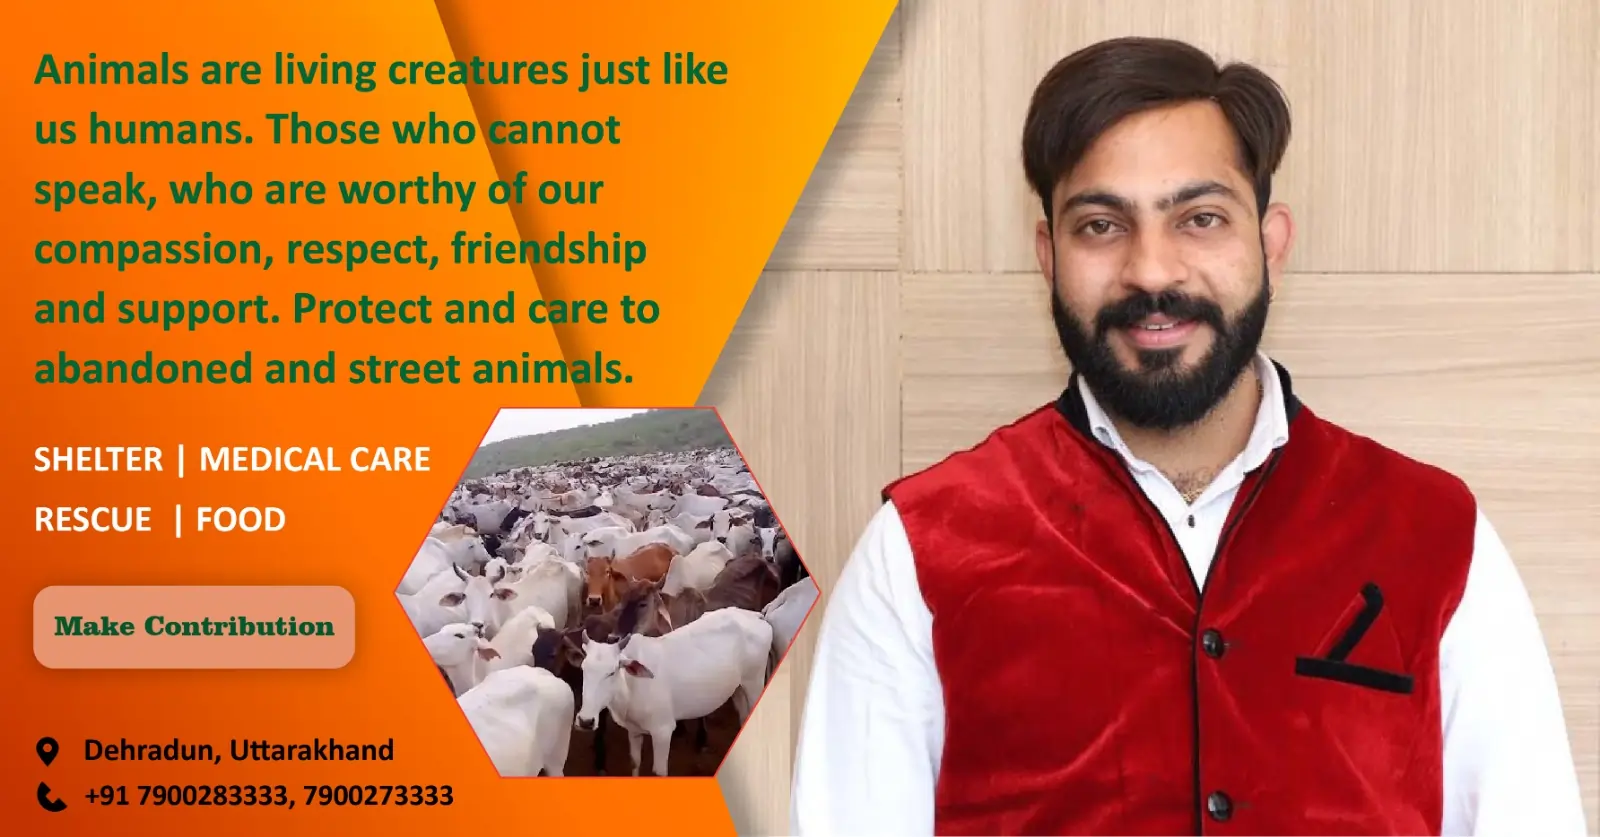 Animals are living creatures just like
us humans. Those who cannot
speak, who are worthy of our
compassion, respect, friendship
and support. Protect and care to
abandoned and street animals.
SHELTER | MEDICAL CARE
RESCUE | FOOD
Make Contribution
Dehradun, Uttarakhand
+91 7900283333, 7900273333